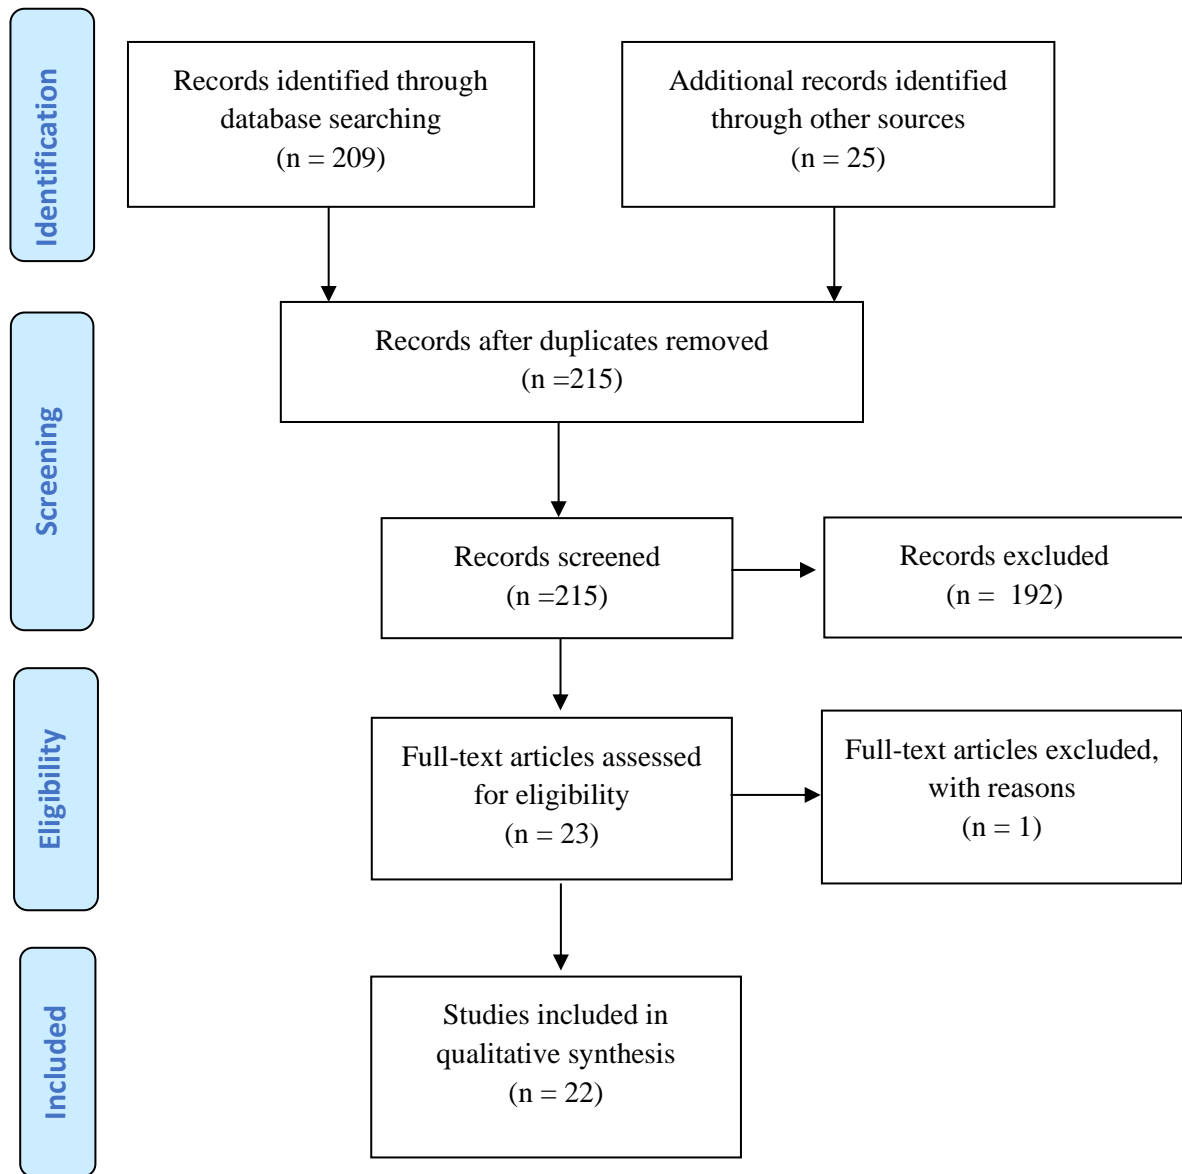 Identification
Records identified through
database searching
(n = 209)
Additional records identified
through other sources
(n = 25)
Screening
Records after duplicates removed
(n =215)
Records screened
(n =215)
Records excluded
(n =  192)
Eligibility
Full-text articles assessed
for eligibility
(n = 23)
Full-text articles excluded,
with reasons
(n = 1)
Included
Studies included in
qualitative synthesis
(n = 22)